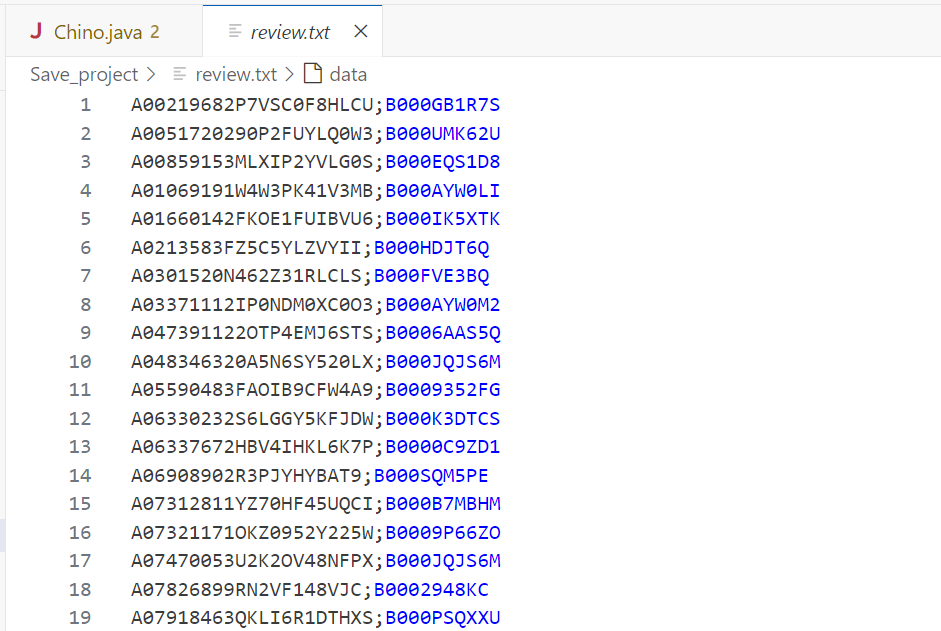 J Chino.java 2 review.txt ×
Save_project > review.txt > data
1 A00219682P7VSC0F8HLCU;B000GB1R7S
2 A0051720290P2FUYLQ0W3;B000UMK62U
3 A00859153MLXIP2YVLG0S;B000EQS1D8
4 A01069191W4W3PK41V3MB;B000AYW0LI
5 A01660142FKOE1FUIBVU6;B000IK5XTK
6 A0213583FZ5C5YLZVYII;B000HDJT6Q
7 A0301520N462Z31RLCLS;B000FVE3BQ
8 A03371112IP0NDM0XC0O3;B000AYW0M2
9 A047391122OTP4EMJ6STS;B0006AAS5Q
10 A048346320A5N6SY520LX;B000JQJS6M
11 A05590483FAOIB9CFW4A9;B0009352FG
12 A06330232S6LGGY5KFJDW;B000K3DTCS
13 A06337672HBV4IHKL6K7P;B0000C9ZD1
14 A06908902R3PJYHYBAT9;B000SQM5PE
15 A07312811YZ70HF45UQCI;B000B7MBHM
16 A07321171OKZ0952Y225W;B0009P66ZO
17 A07470053U2K2OV48NFPX;B000JQJS6M
18 A07826899RN2VF148VJC;B0002948KC
19 A07918463QKLI6R1DTHXS;B000PSQXXU